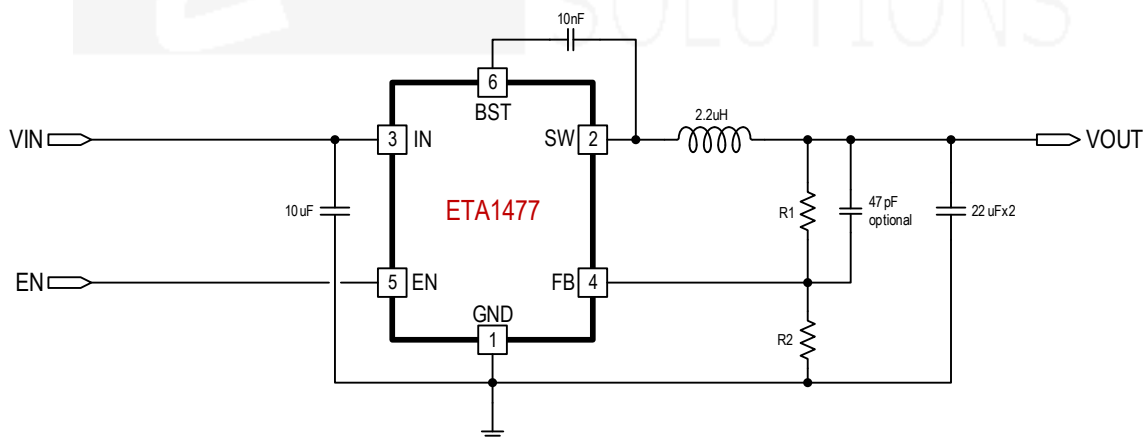 SOLUTIONS
10nF
6
BST
2.2uH
VIN
3
IN
SW
2
VOUT
10uF
ETA1477
R1
47pF
optional
22uFx2
EN
5
EN
FB
4
GND
1
R2